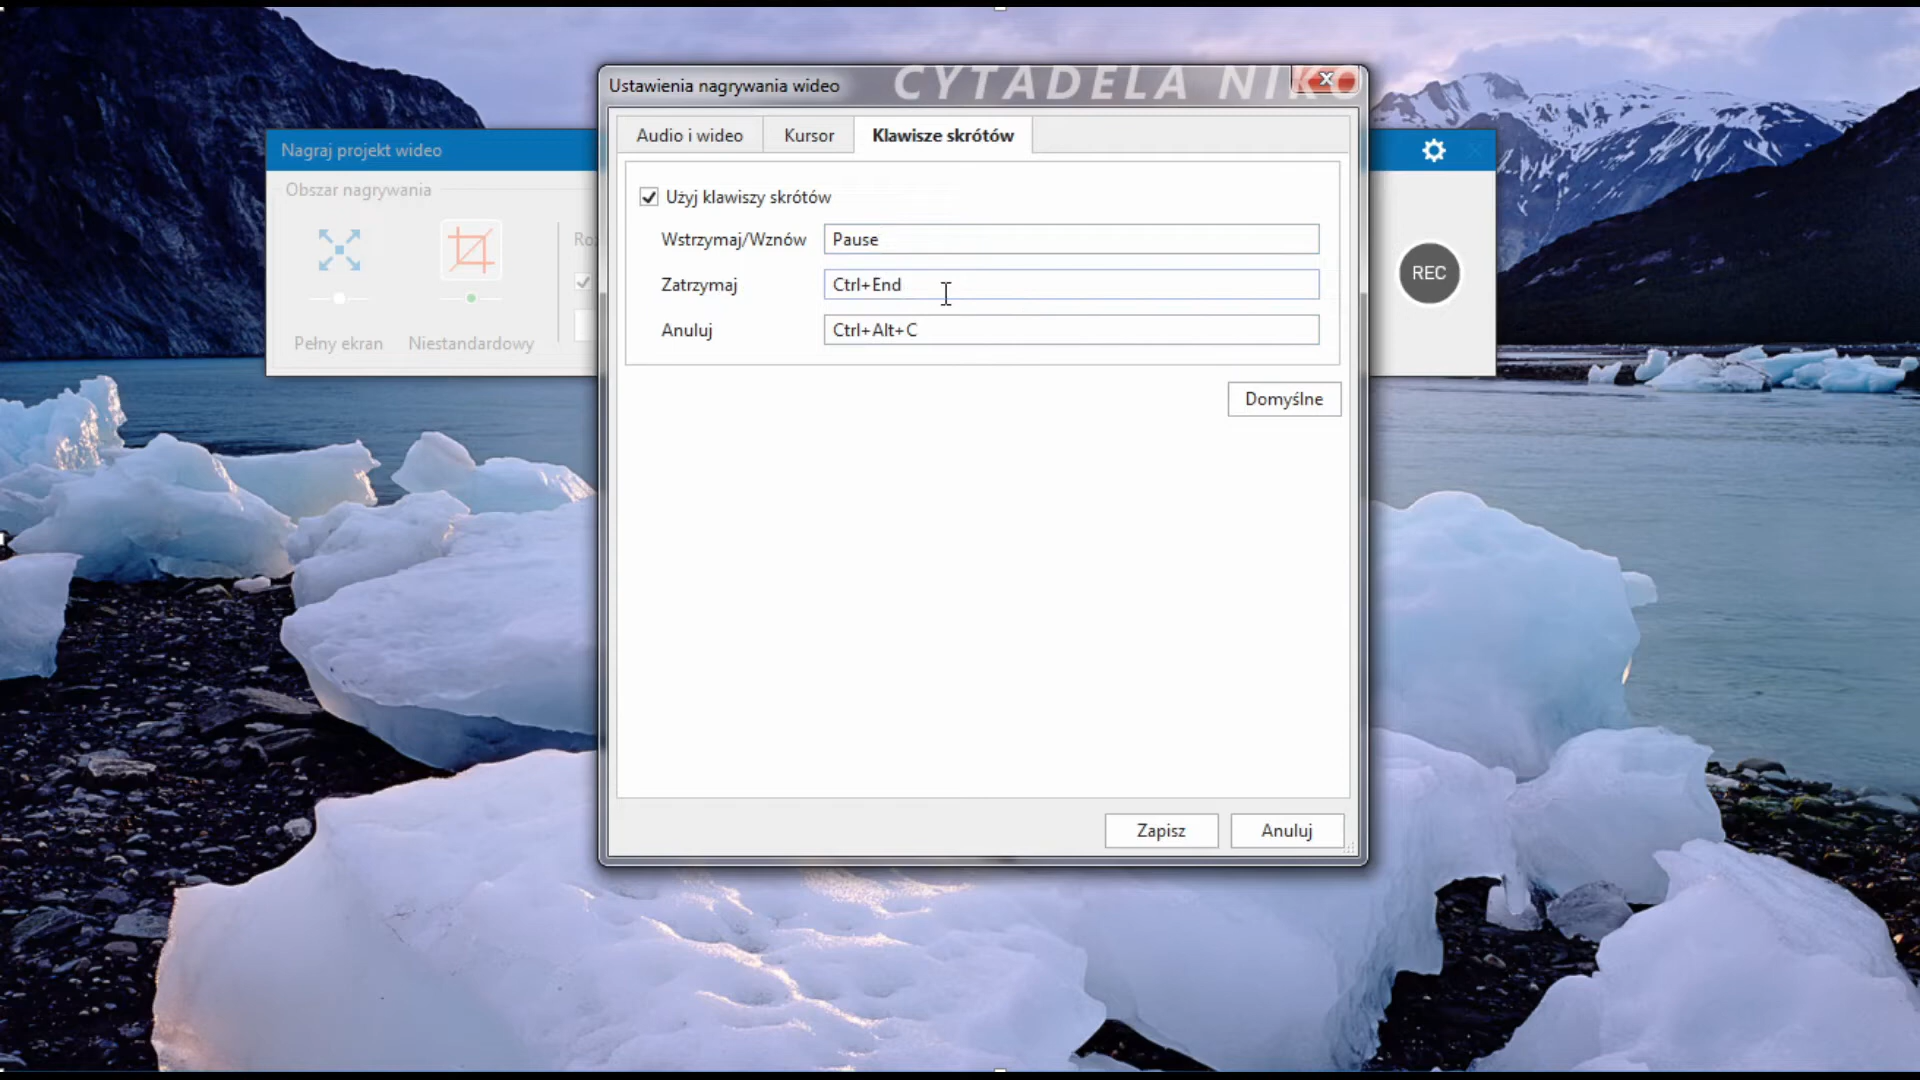 CYTADELA NIKO
Ustawienia nagrywania wideo
Audio i wideo
Kursor
Klawisze skrótów
Nagraj projekt wideo
Obszar nagrywania
Użyj klawiszy skrótów
Wstrzymaj/Wznów
Pause
Zatrzymaj
Ctrl+End
Anuluj
Ctrl+Alt+C
Pełny ekran
Niestandardowy
REC
Domyślne
Zapisz
Anuluj